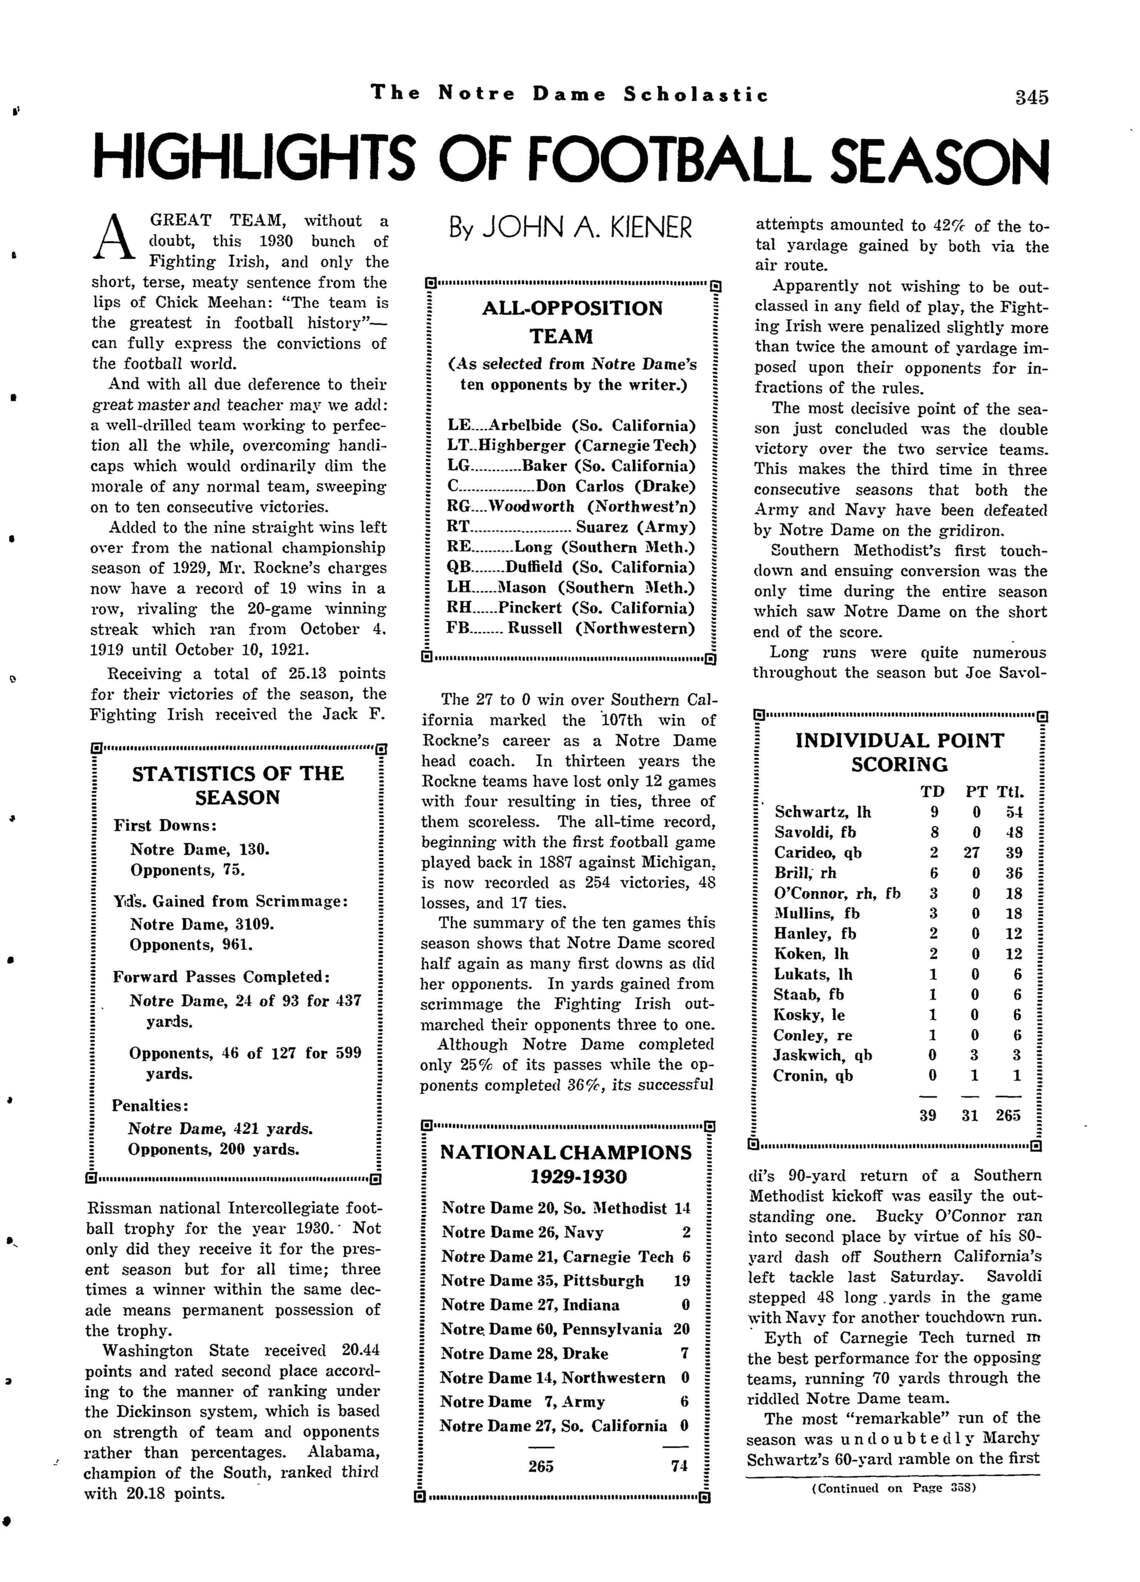 The Notre Dame Scholastic
345
HIGHLIGHTS OF FOOTBALL SEASON
By JOHN A. KIENER
A GREAT TEAM, without a
doubt, this 1930 bunch of
Fighting Irish, and only the
short, terse, meaty sentence from the
lips of Chick Meehan: "The team is
the greatest in football history"—
can fully express the convictions of
the football world.
And with all due deference to their
great master and teacher may we add:
a well-drilled team working to perfec-
tion all the while, overcoming handi-
caps which would ordinarily dim the
morale of any normal team, sweeping
on to ten consecutive victories.
Added to the nine straight wins left
over from the national championship
season of 1929, Mr. Rockne's charges
now have a record of 19 wins in a
row, rivaling the 20-game winning
streak which ran from October 4,
1919 until October 10, 1921.
Receiving a total of 25.13 points
for their victories of the season, the
Fighting Irish received the Jack F.
STATISTICS OF THE
SEASON
First Downs:
Notre Dame, 130.
Opponents, 75.
Yds. Gained from Scrimmage:
Notre Dame, 3109.
Opponents, 961.
Forward Passes Completed:
Notre Dame, 24 of 93 for 437
yards.
Opponents, 46 of 127 for 599
yards.
Penalties:
Notre Dame, 421 yards.
Opponents, 200 yards.
Rissman national Intercollegiate foot-
ball trophy for the year 1930. Not
only did they receive it for the pres-
ent season but for all time; three
times a winner within the same dec-
ade means permanent possession of
the trophy.
Washington State received 20.44
points and rated second place accord-
ing to the manner of ranking under
the Dickinson system, which is based
on strength of team and opponents
rather than percentages. Alabama,
champion of the South, ranked third
with 20.18 points.
ALL-OPPOSITION
TEAM
(As selected from Notre Dame's
ten opponents by the writer.)
LE....Arbelbide (So. California)
LT..Highberger (Carnegie Tech)
LG............Baker (So. California)
C..................Don Carlos (Drake)
RG....Woodworth (Northwest'n)
RT........................ Suarez (Army)
RE..........Long (Southern Meth.)
QB........Duffield (So. California)
LH......Mason (Southern Meth.)
RH......Pinckert (So. California)
FB........ Russell (Northwestern)
The 27 to 0 win over Southern Cal-
ifornia marked the 107th win of
Rockne's career as a Notre Dame
head coach. In thirteen years the
Rockne teams have lost only 12 games
with four resulting in ties, three of
them scoreless. The all-time record,
beginning with the first football game
played back in 1887 against Michigan,
is now recorded as 254 victories, 48
losses, and 17 ties.
The summary of the ten games this
season shows that Notre Dame scored
half again as many first downs as did
her opponents. In yards gained from
scrimmage the Fighting Irish out-
marched their opponents three to one.
Although Notre Dame completed
only 25% of its passes while the op-
ponents completed 36%, its successful
NATIONAL CHAMPIONS
1929-1930
Notre Dame 20, So. Methodist 14
Notre Dame 26, Navy 2
Notre Dame 21, Carnegie Tech 6
Notre Dame 35, Pittsburgh 19
Notre Dame 27, Indiana 0
Notre Dame 60, Pennsylvania 20
Notre Dame 28, Drake 7
Notre Dame 14, Northwestern 0
Notre Dame 7, Army 6
Notre Dame 27, So. California 0
265 74
attempts amounted to 42% of the to-
tal yardage gained by both via the
air route.
Apparently not wishing to be out-
classed in any field of play, the Fight-
ing Irish were penalized slightly more
than twice the amount of yardage im-
posed upon their opponents for in-
fractions of the rules.
The most decisive point of the sea-
son just concluded was the double
victory over the two service teams.
This makes the third time in three
consecutive seasons that both the
Army and Navy have been defeated
by Notre Dame on the gridiron.
Southern Methodist's first touch-
down and ensuing conversion was the
only time during the entire season
which saw Notre Dame on the short
end of the score.
Long runs were quite numerous
throughout the season but Joe Savol-
INDIVIDUAL POINT
SCORING
TD PT Ttl.
Schwartz, lh 9 0 54
Savoldi, fb 8 0 48
Carideo, qb 2 27 39
Brill, rh 6 0 36
O'Connor, rh, fb 3 0 18
Mullins, fb 3 0 18
Hanley, fb 2 0 12
Koken, lh 2 0 12
Lukats, lh 1 0 6
Staab, fb 1 0 6
Kosky, le 1 0 6
Conley, re 1 0 6
Jaskwich, qb 0 3 3
Cronin, qb 0 1 1
39 31 265
di's 90-yard return of a Southern
Methodist kickoff was easily the out-
standing one. Bucky O'Connor ran
into second place by virtue of his 80-
yard dash off Southern California's
left tackle last Saturday. Savoldi
stepped 48 long yards in the game
with Navy for another touchdown run.
Eyth of Carnegie Tech turned in
the best performance for the opposing
teams, running 70 yards through the
riddled Notre Dame team.
The most "remarkable" run of the
season was undoubtedly Marchy
Schwartz's 60-yard ramble on the first
(Continued on Page 358)